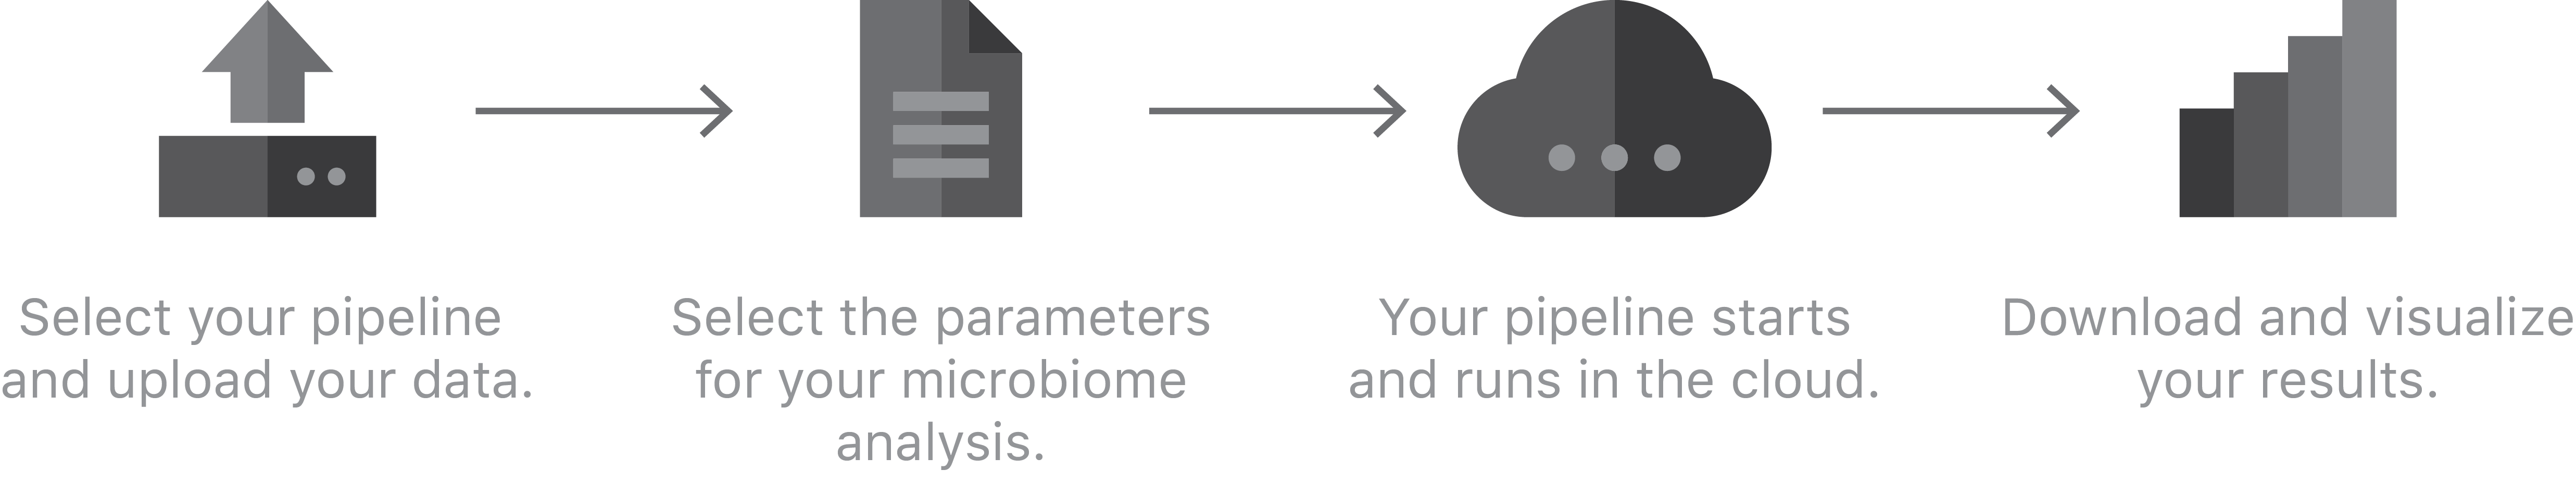 Select your pipeline
and upload your data.
Select the parameters
for your microbiome
analysis.
Your pipeline starts
and runs in the cloud.
Download and visualize
your results.